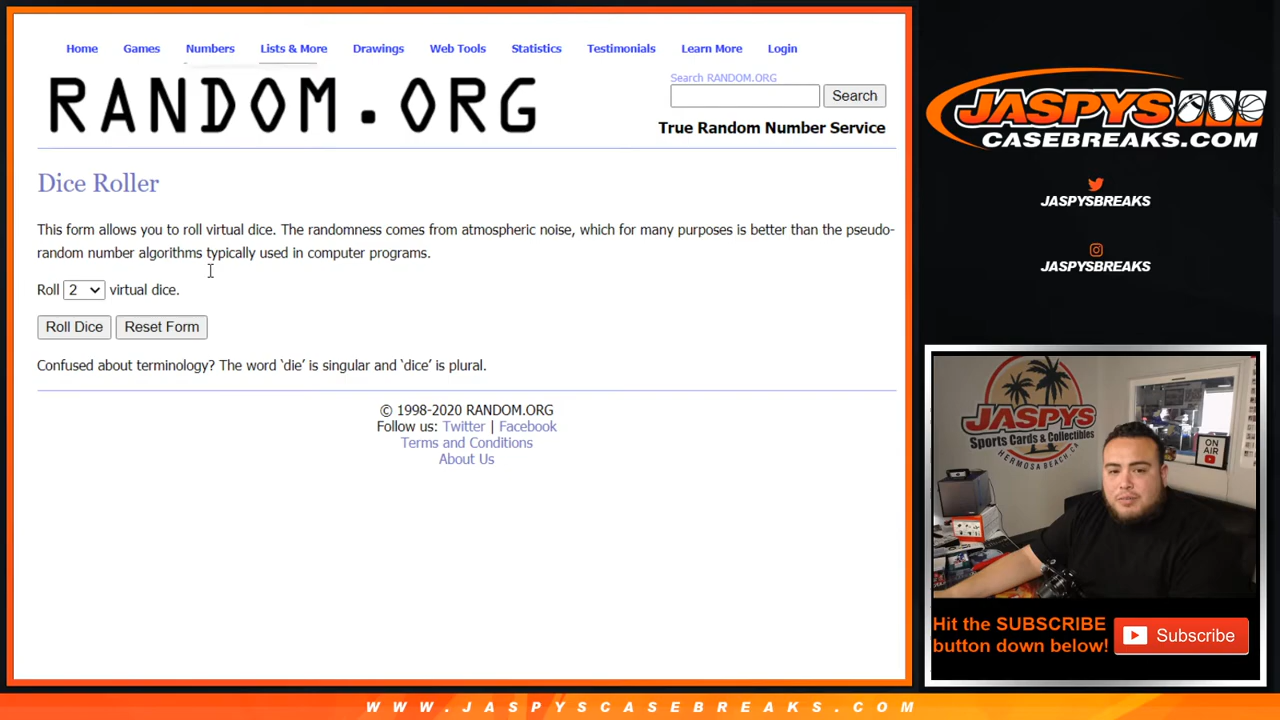 Home Games Numbers Lists & More Drawings Web Tools Statistics Testimonials Learn More Login
RANDOM.ORG
Search RANDOM.ORG
Search
True Random Number Service
Dice Roller
This form allows you to roll virtual dice. The randomness comes from atmospheric noise, which for many purposes is better than the pseudo-
random number algorithms typically used in computer programs.
Roll 2 virtual dice.
Roll Dice Reset Form
Confused about terminology? The word ‘die’ is singular and ‘dice’ is plural.
© 1998-2020 RANDOM.ORG
Follow us: Twitter | Facebook
Terms and Conditions
About Us
JASPYS
CASEBREAKS.COM
JASPYSBREAKS
JASPYSBREAKS
JASPYS
Sports Cards & Collectibles
HERMOSA BEACH, CA
ON
AIR
Hit the SUBSCRIBE
button down below!
Subscribe
WWW.JASPYSCASEBREAKS.COM